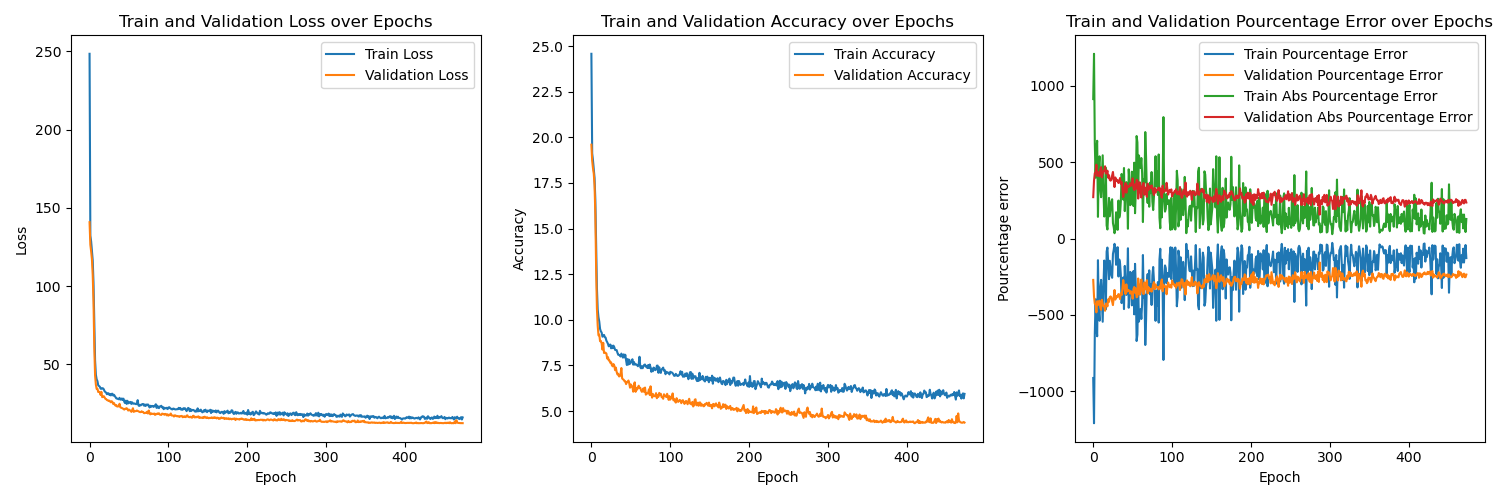 Train and Validation Loss over Epochs
Train Loss
Validation Loss
250
200
150
100
50
Loss
0
100
200
300
400
Epoch
Train and Validation Accuracy over Epochs
Train Accuracy
Validation Accuracy
25.0
22.5
20.0
17.5
15.0
12.5
10.0
7.5
5.0
Accuracy
0
100
200
300
400
Epoch
Train and Validation Pourcentage Error over Epochs
Train Pourcentage Error
Validation Pourcentage Error
Train Abs Pourcentage Error
Validation Abs Pourcentage Error
1000
500
0
−500
−1000
Pourcentage error
0
100
200
300
400
Epoch